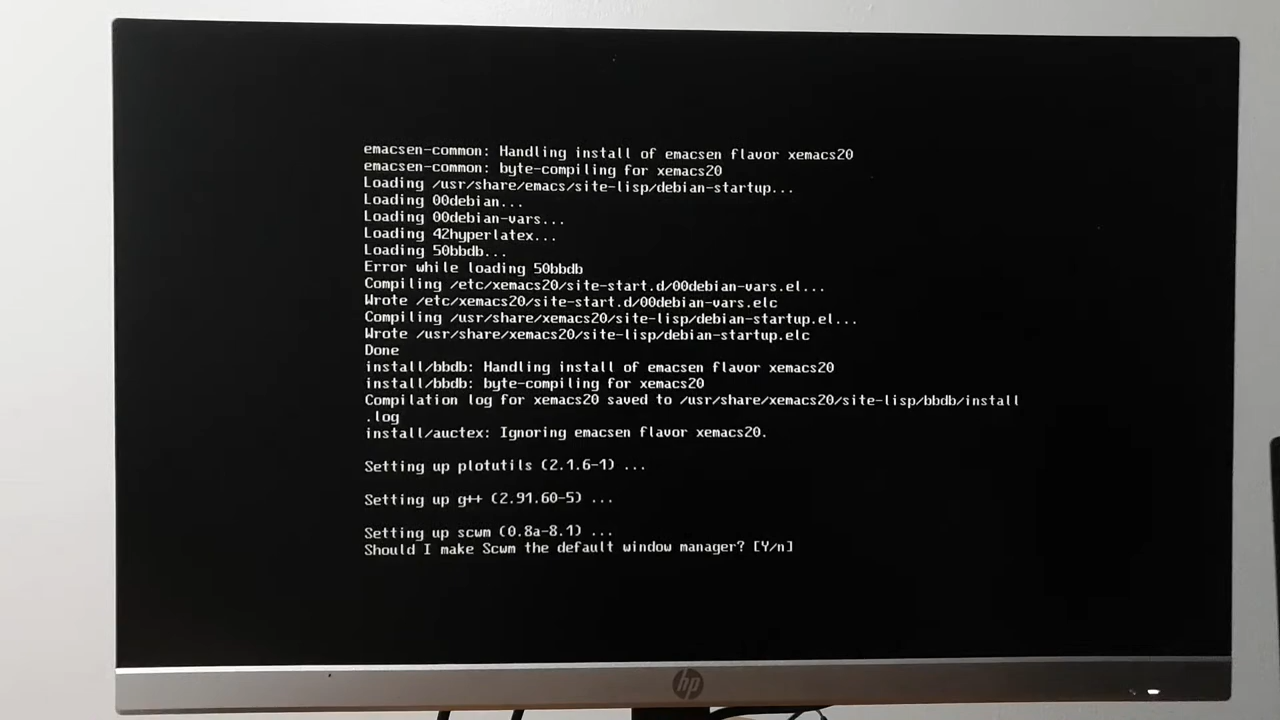 emacsen-common: Handling install of emacsen flavor xemacs20
emacsen-common: byte-compiling for xemacs20
Loading /usr/share/emacs/site-lisp/debian-startup...
Loading 00debian...
Loading 00debian-vars...
Loading 42hyperlatex...
Loading 50bbdb...
Error while loading 50bbdb
Compiling /etc/xemacs20/site-start.d/00debian-vars.el...
Wrote /etc/xemacs20/site-start.d/00debian-vars.elc
Compiling /usr/share/xemacs20/site-lisp/debian-startup.el...
Wrote /usr/share/xemacs20/site-lisp/debian-startup.elc
Done
install/bbdb: Handling install of emacsen flavor xemacs20
install/bbdb: byte-compiling for xemacs20
Compilation log for xemacs20 saved to /usr/share/xemacs20/site-lisp/bbdb/install
.log
install/auctex: Ignoring emacsen flavor xemacs20.
Setting up plotutils (2.1.6-1) ...
Setting up g++ (2.91.60-5) ...
Setting up scwm (0.8a-8.1) ...
Should I make Scwm the default window manager? [Y/n]
hp